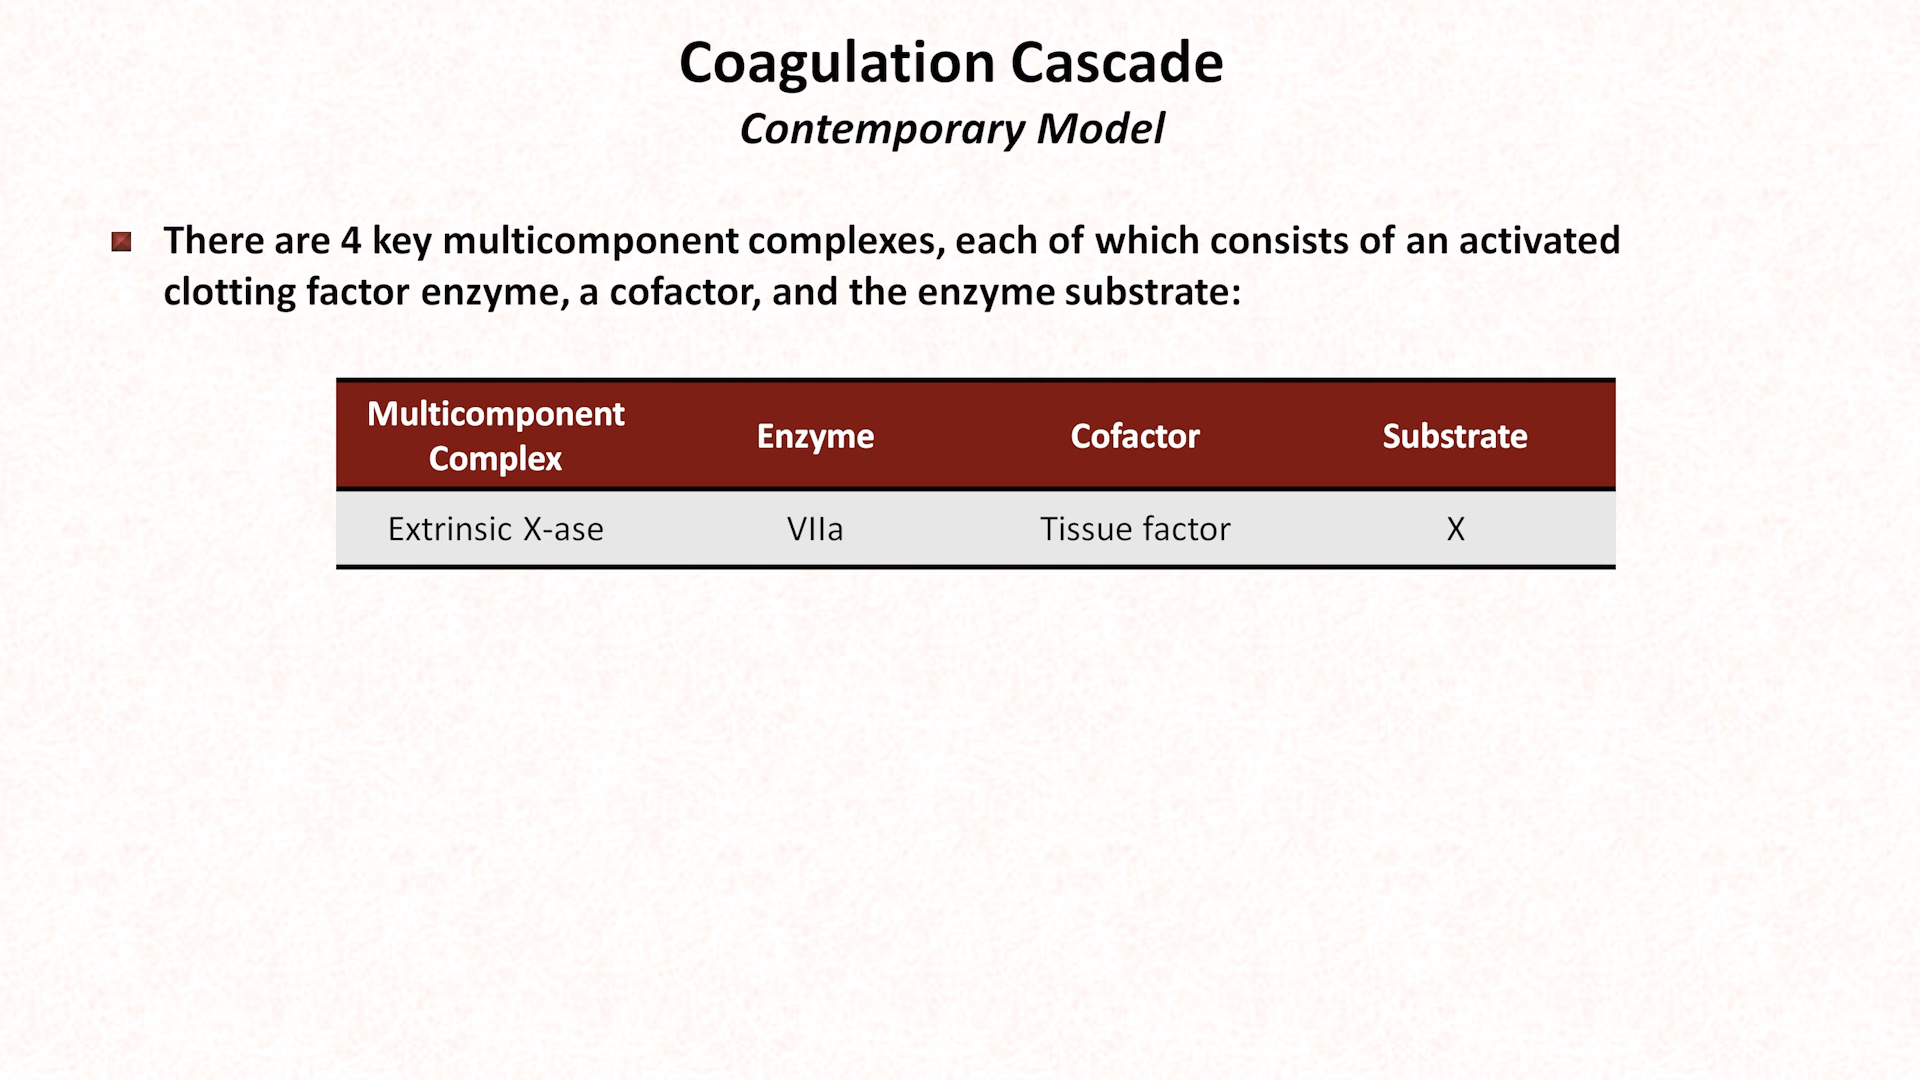 Coagulation Cascade
Contemporary Model
There are 4 key multicomponent complexes, each of which consists of an activated
clotting factor enzyme, a cofactor, and the enzyme substrate:
Multicomponent
Complex
Enzyme
Cofactor
Substrate
Extrinsic X-ase
VIIa
Tissue factor
X